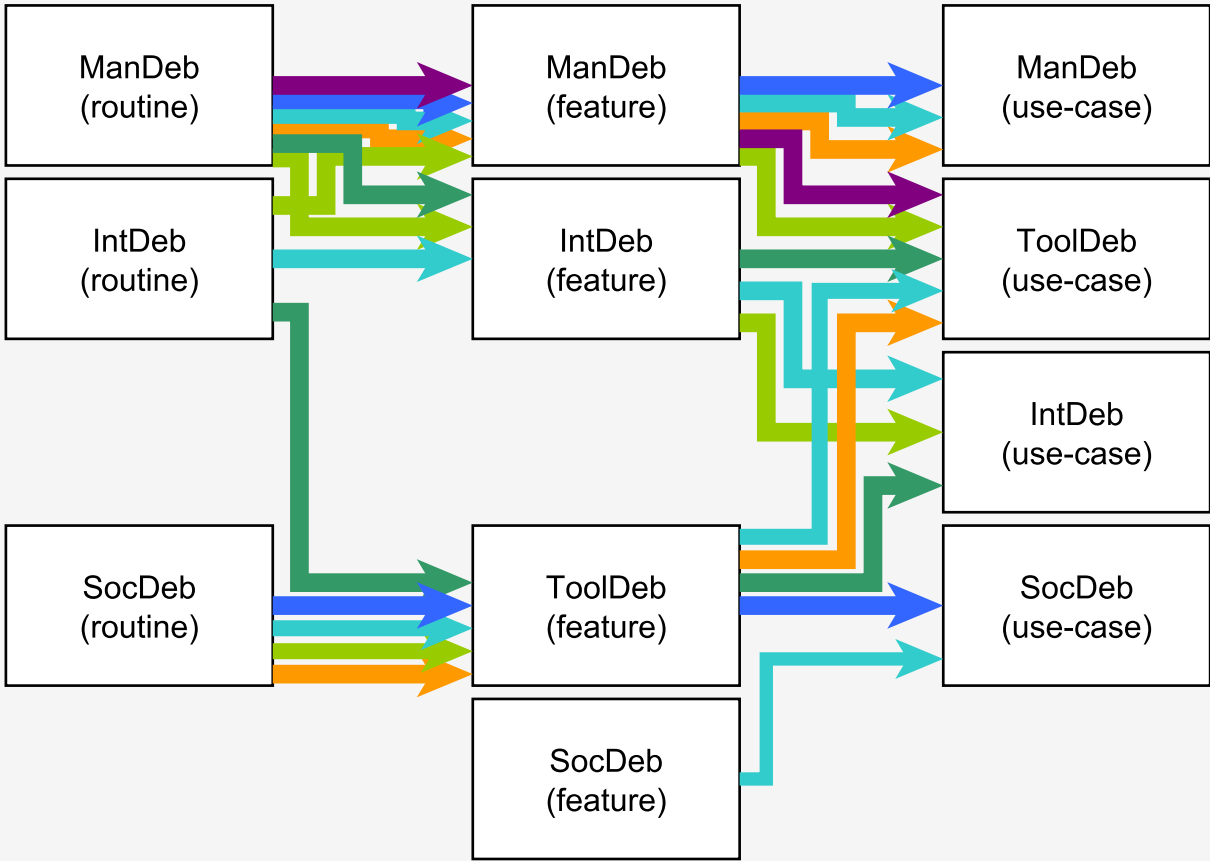 ManDeb
(routine)
ManDeb
(feature)
ManDeb
(use-case)
IntDeb
(routine)
IntDeb
(feature)
ToolDeb
(use-case)
IntDeb
(use-case)
SocDeb
(routine)
ToolDeb
(feature)
SocDeb
(use-case)
SocDeb
(feature)